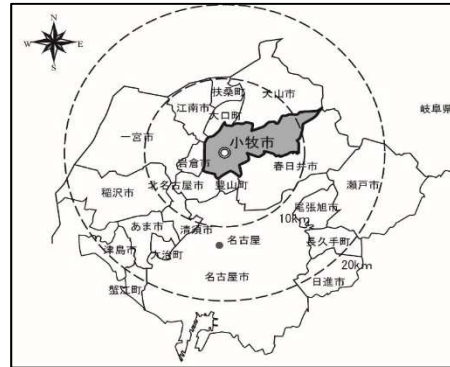 N
W E
S
扶桑町
犬山市
江南市
大口町
岐阜県
一宮市
小牧市
岩倉市
春日井市
稲沢市
北名古屋市
豊山町
瀬戸市
尾張旭市
10km
あま市
清須市
名古屋
長久手町
津島市
大治町
20km
名古屋市
日進市
蟹江町